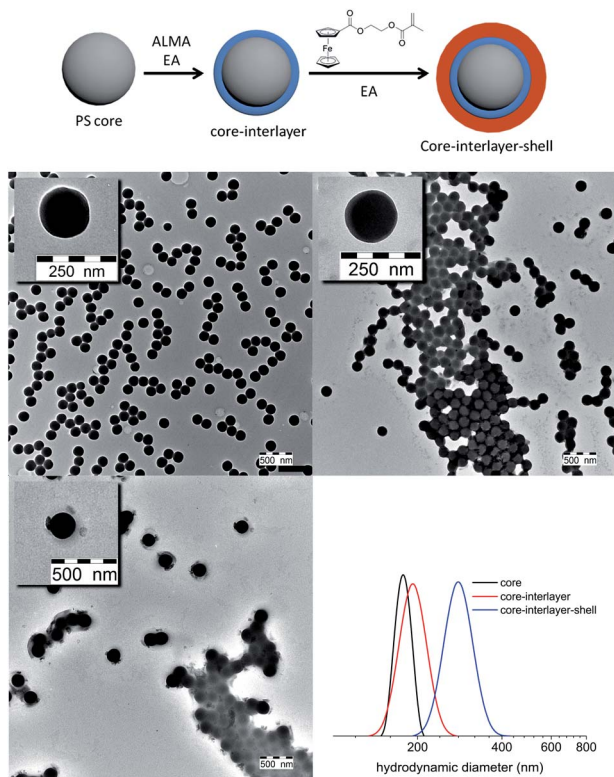 ALMA
EA
O
O
O
O
Fe
EA
PS core
core-interlayer
Core-interlayer-shell
250 nm
250 nm
500 nm
500 nm
500 nm
500 nm
core
core-interlayer
core-interlayer-shell
200 400 600 800
hydrodynamic diameter (nm)